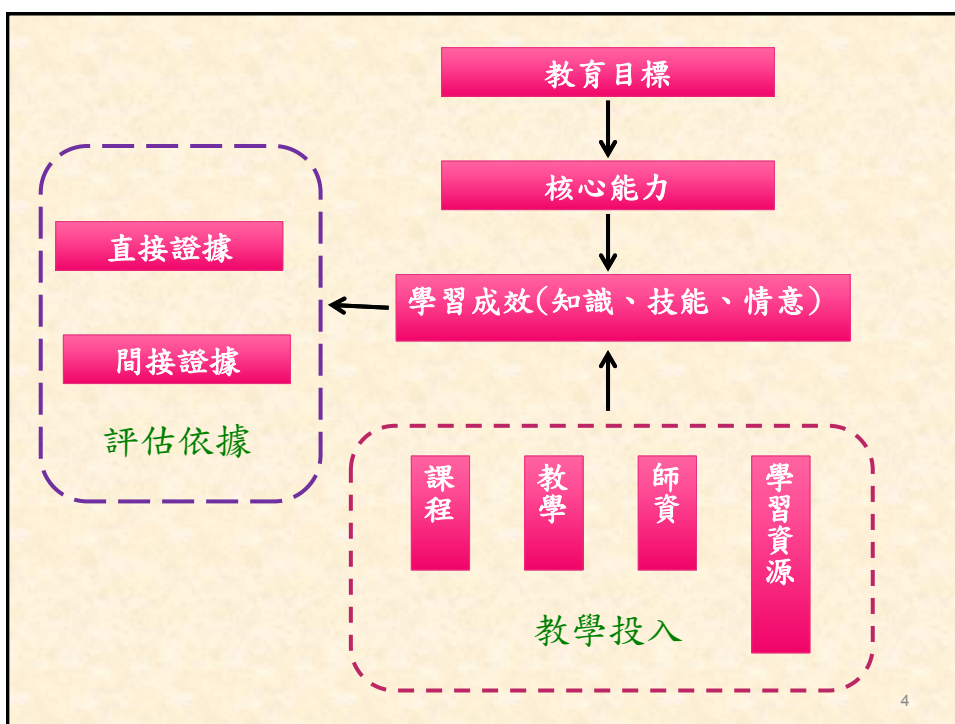 教育目標
核心能力
學習成效(知識、技能、情意)
直接證據
間接證據
評估依據
課程
教學
師資
學習資源
教學投入
4